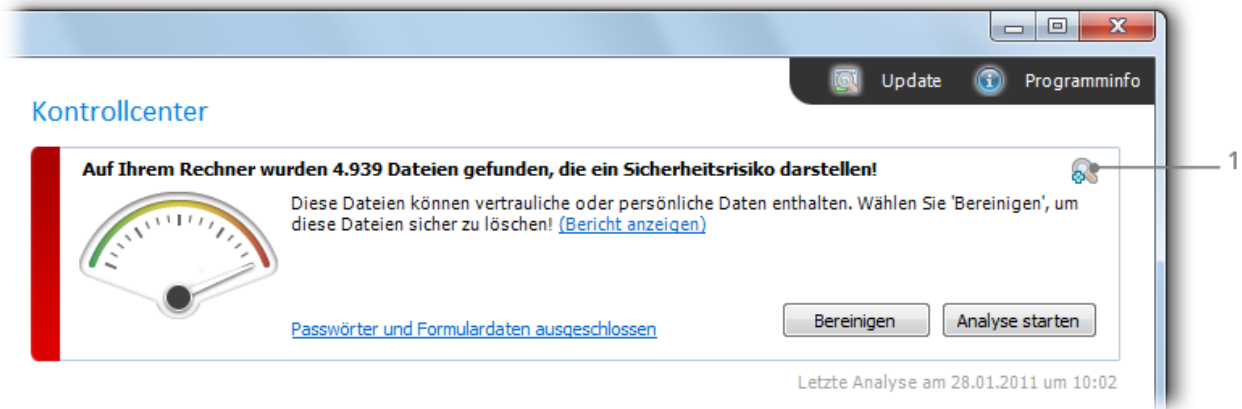 Update Programminfo
Kontrollcenter
Auf Ihrem Rechner wurden 4.939 Dateien gefunden, die ein Sicherheitsrisiko darstellen!
1
Diese Dateien können vertrauliche oder persönliche Daten enthalten. Wählen Sie 'Bereinigen', um
diese Dateien sicher zu löschen! (Bericht anzeigen)
Passwörter und Formulardaten ausgeschlossen
Bereinigen Analyse starten
Letzte Analyse am 28.01.2011 um 10:02